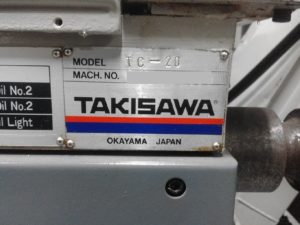 MODEL TC-20
MACH. NO.
Oil No.2
Oil No.2
Light
TAKISAWA
OKAYAMA JAPAN